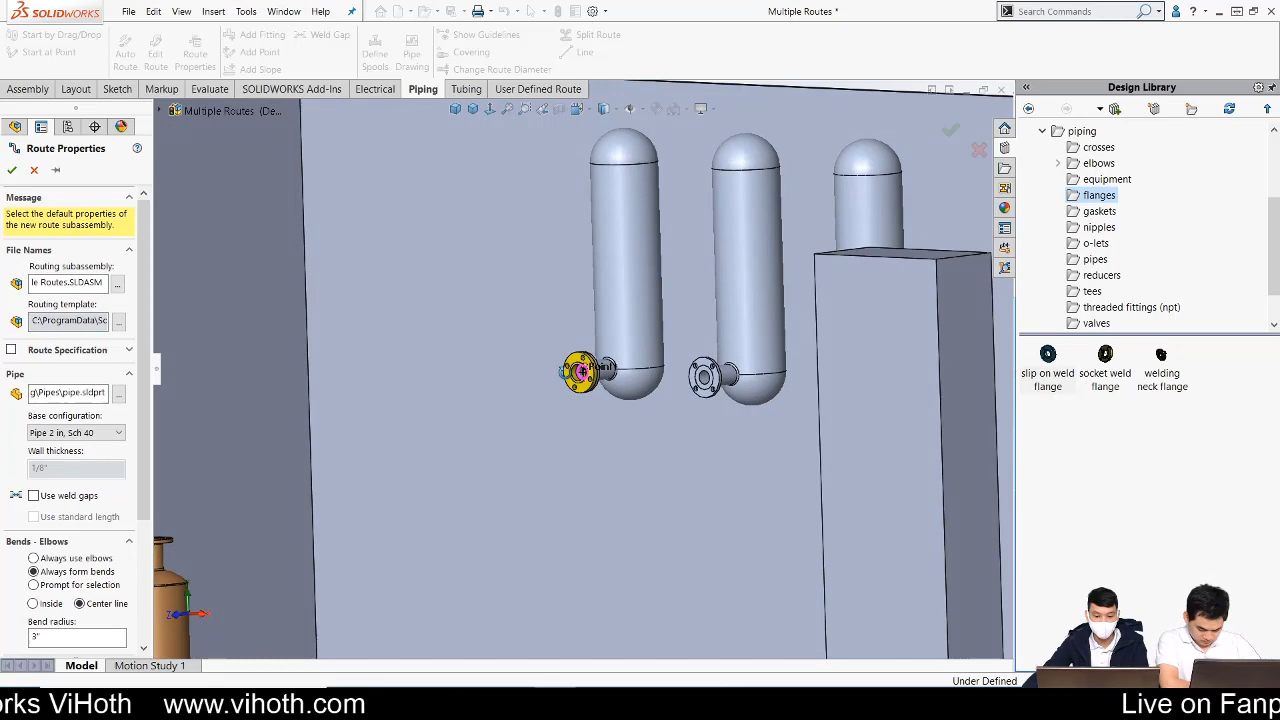 SOLIDWORKS File Edit View Insert Tools Window Help Multiple Routes * Search Commands
Start by Drag/Drop
Start at Point
Auto Route
Edit Route
Route Properties
Add Fitting
Weld Gap
Add Point
Add Slope
Define Spools
Pipe Drawing
Show Guidelines
Covering
Change Route Diameter
Split Route
Line
Assembly Layout Sketch Markup Evaluate SOLIDWORKS Add-Ins Electrical Piping Tubing User Defined Route
Multiple Routes (De...
Route Properties
Message
Select the default properties of
the new route subassembly.
File Names
Routing subassembly:
le Routes.SLDASM
...
Routing template:
C:\ProgramData\Sc
...
Route Specification
Pipe
g\Pipes\pipe.sldprt
...
Base configuration:
Pipe 2 in, Sch 40
Wall thickness:
1/8"
Use weld gaps
Use standard length
Bends - Elbows
Always use elbows
Always form bends
Prompt for selection
Inside Center line
Bend radius:
3"
Z
Model Motion Study 1
Under Defined
Design Library
piping
crosses
elbows
equipment
flanges
gaskets
nipples
o-lets
pipes
reducers
tees
threaded fittings (npt)
valves
slip on weld flange
socket weld flange
welding neck flange
orks ViHoth www.vihoth.com Live on Fanp